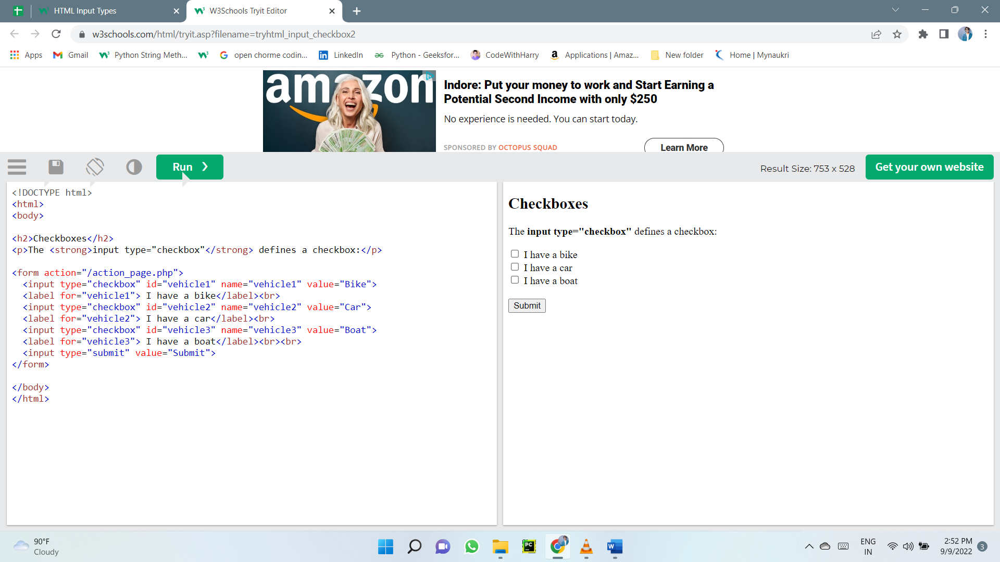 HTML Input Types
W3Schools Tryit Editor
w3schools.com/html/tryit.asp?filename=tryhtml_input_checkbox2
Apps
Gmail
Python String Meth...
open chorme codin...
LinkedIn
Python - Geeksfor...
CodeWithHarry
Applications | Amaz...
New folder
Home | Mynaukri
amazon
Indore: Put your money to work and Start Earning a
Potential Second Income with only $250
No experience is needed. You can start today.
SPONSORED BY OCTOPUS SQUAD
Learn More
Run ❯
Result Size: 753 x 528
Get your own website
<!DOCTYPE html>
<html>
<body>
<h2>Checkboxes</h2>
<p>The <strong>input type="checkbox"</strong> defines a checkbox:</p>
<form action="/action_page.php">
<input type="checkbox" id="vehicle1" name="vehicle1" value="Bike">
<label for="vehicle1"> I have a bike</label><br>
<input type="checkbox" id="vehicle2" name="vehicle2" value="Car">
<label for="vehicle2"> I have a car</label><br>
<input type="checkbox" id="vehicle3" name="vehicle3" value="Boat">
<label for="vehicle3"> I have a boat</label><br><br>
<input type="submit" value="Submit">
</form>
</body>
</html>
Checkboxes
The input type="checkbox" defines a checkbox:
I have a bike
I have a car
I have a boat
Submit
90°F
Cloudy
PC
W
ENG
IN
2:52 PM
9/9/2022
3